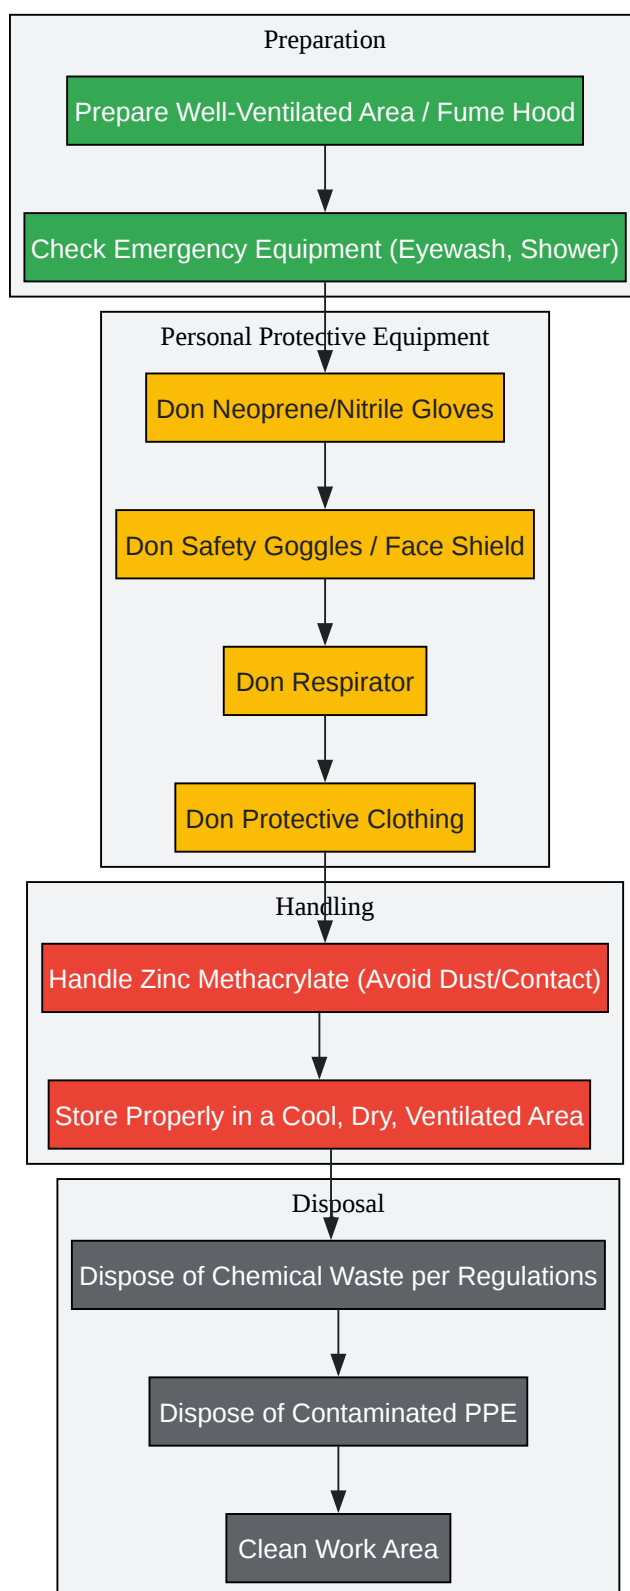 Preparation
Prepare Well-Ventilated Area / Fume Hood
Check Emergency Equipment (Eyewash, Shower)
Personal Protective Equipment
Don Neoprene/Nitrile Gloves
Don Safety Goggles / Face Shield
Don Respirator
Don Protective Clothing
Handling
Handle Zinc Methacrylate (Avoid Dust/Contact)
Store Properly in a Cool, Dry, Ventilated Area
Disposal
Dispose of Chemical Waste per Regulations
Dispose of Contaminated PPE
Clean Work Area